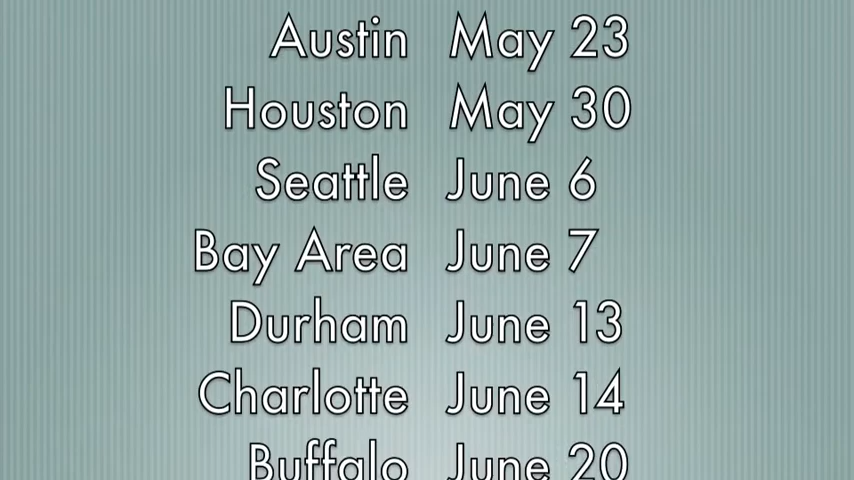 Austin May 23
Houston May 30
Seattle June 6
Bay Area June 7
Durham June 13
Charlotte June 14
Buffalo June 20